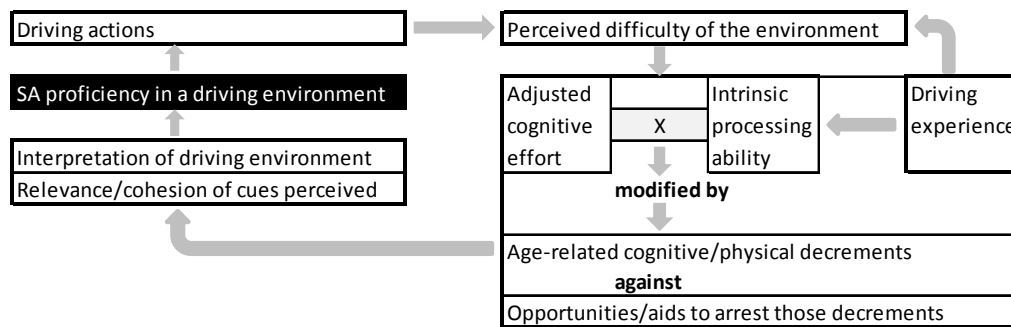 Driving actions
Perceived difficulty of the environment
SA proficiency in a driving environment
Adjusted
cognitive
effort
X
Intrinsic
processing
ability
Driving
experience
Interpretation of driving environment
Relevance/cohesion of cues perceived
modified by
Age-related cognitive/physical decrements
against
Opportunities/aids to arrest those decrements